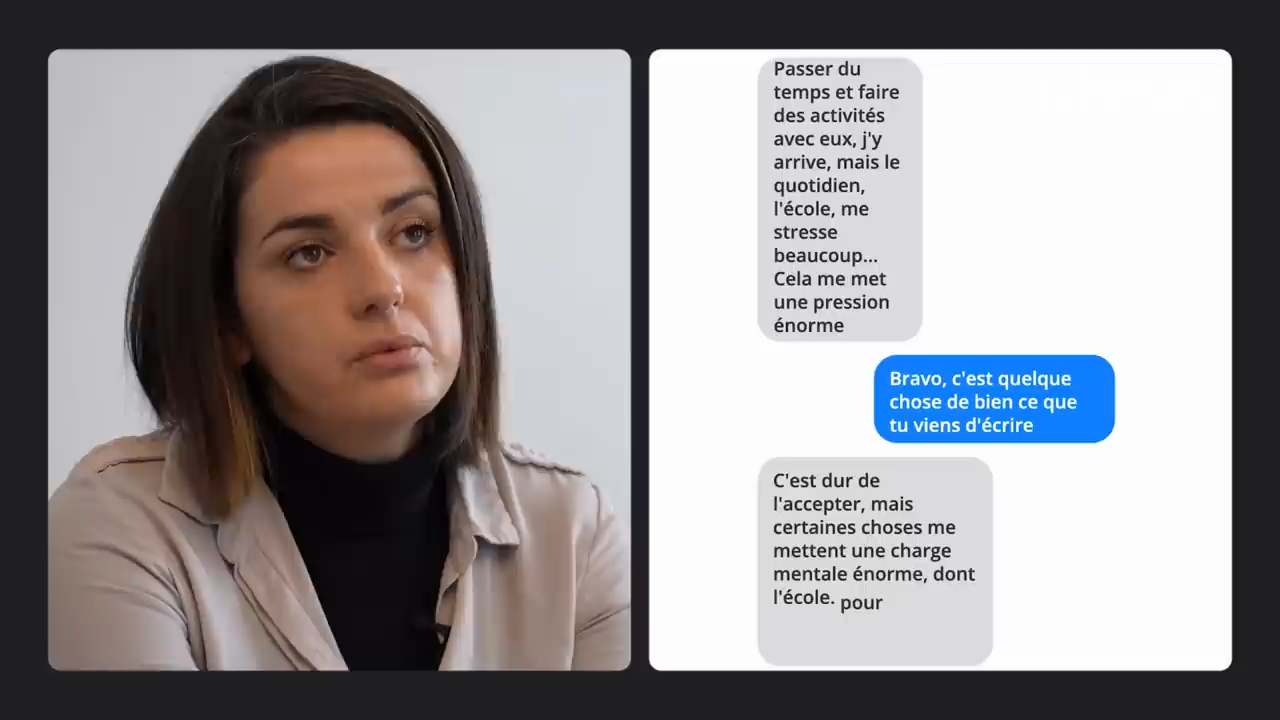 Passer du
temps et faire
des activités
avec eux, j'y
arrive, mais le
quotidien,
l'école, me
stresse
beaucoup...
Cela me met
une pression
énorme
Bravo, c'est quelque
chose de bien ce que
tu viens d'écrire
C'est dur de
l'accepter, mais
certaines choses me
mettent une charge
mentale énorme, dont
l'école. pour